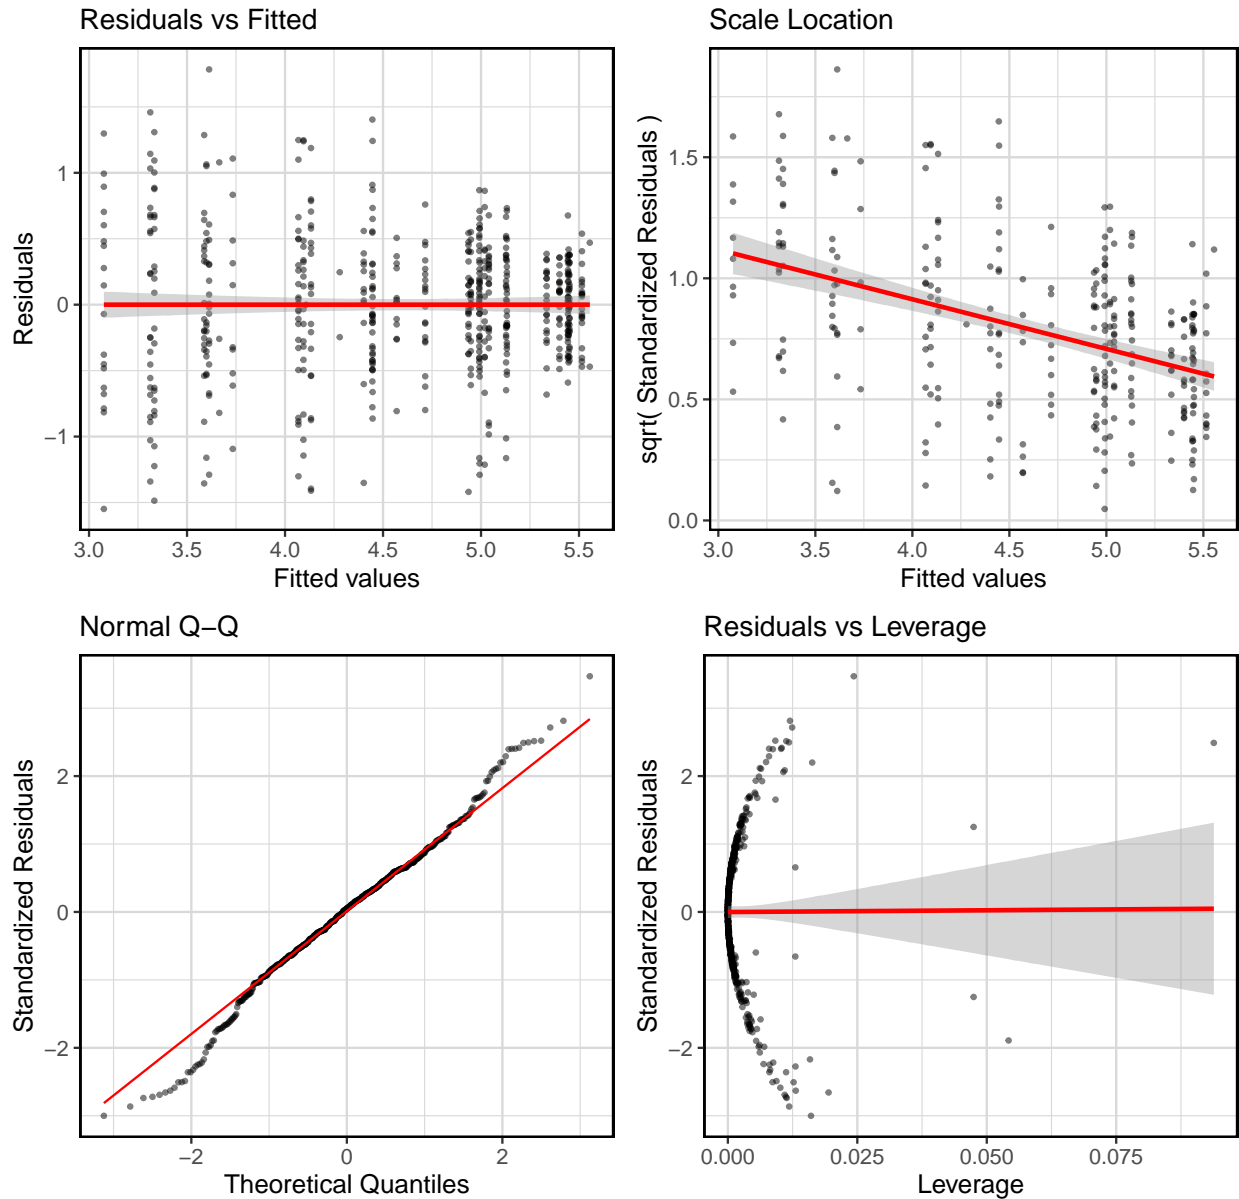 Residuals vs Fitted
Residuals
1
0
−1
3.0 3.5 4.0 4.5 5.0 5.5
Fitted values
Scale Location
sqrt( Standardized Residuals )
1.5
1.0
0.5
0.0
3.0 3.5 4.0 4.5 5.0 5.5
Fitted values
Normal Q−Q
Standardized Residuals
2
0
−2
−2 0 2
Theoretical Quantiles
Residuals vs Leverage
Standardized Residuals
2
0
−2
0.000 0.025 0.050 0.075
Leverage